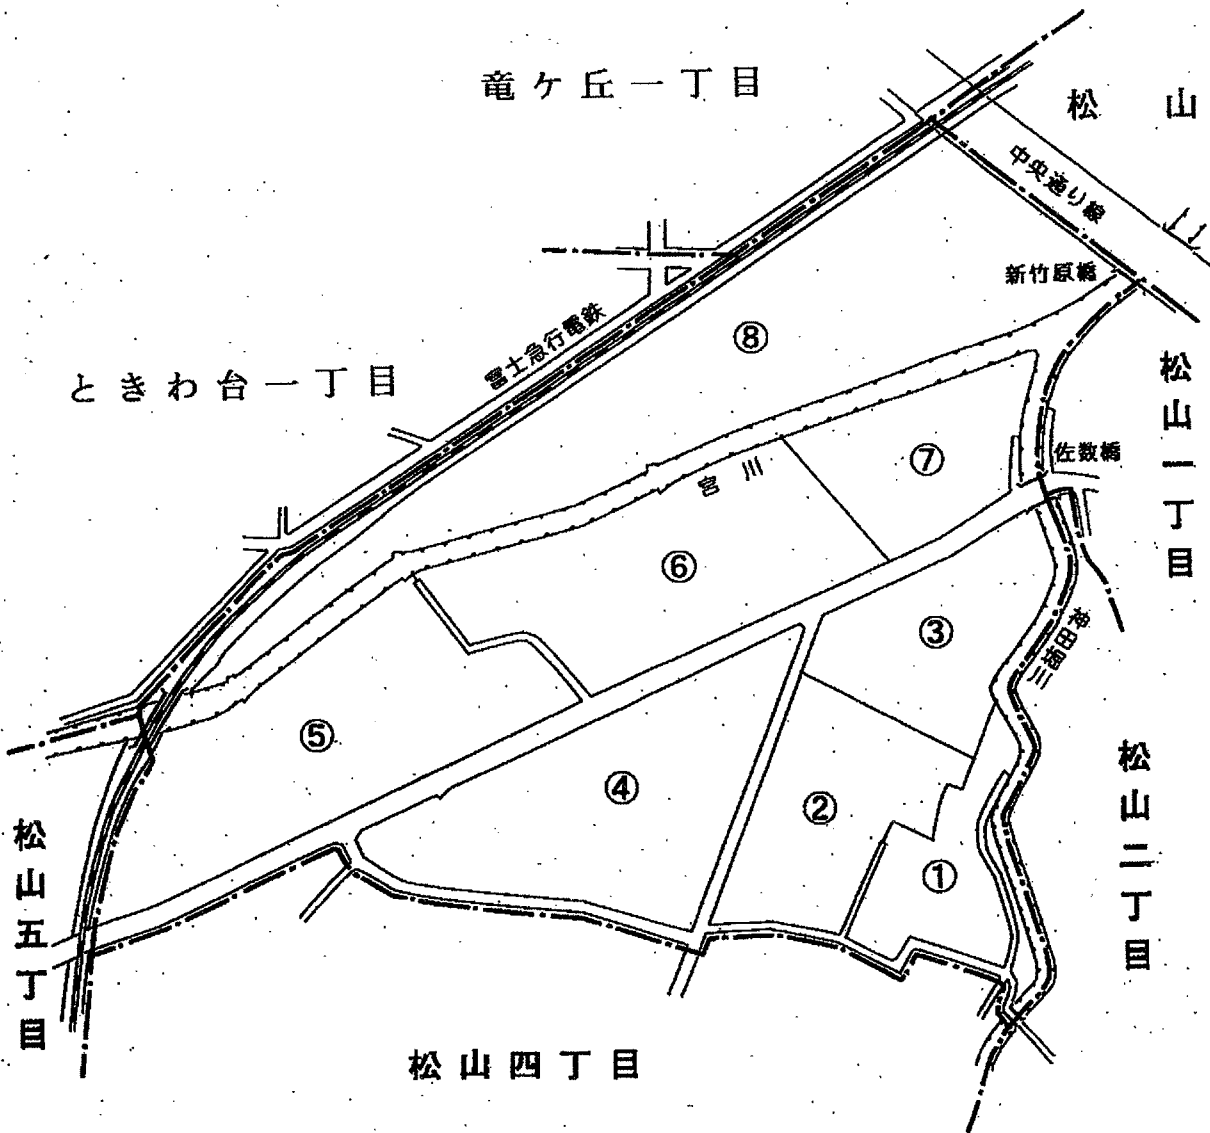 竜ケ丘一丁目
松山
中央通り線
新竹原橋
⑧
富士急行電鉄
ときわ台一丁目
松山一丁目
佐数橋
⑦
宮川
⑥
③
神田堀川
⑤
④
②
①
松山二丁目
松山五丁目
松山四丁目